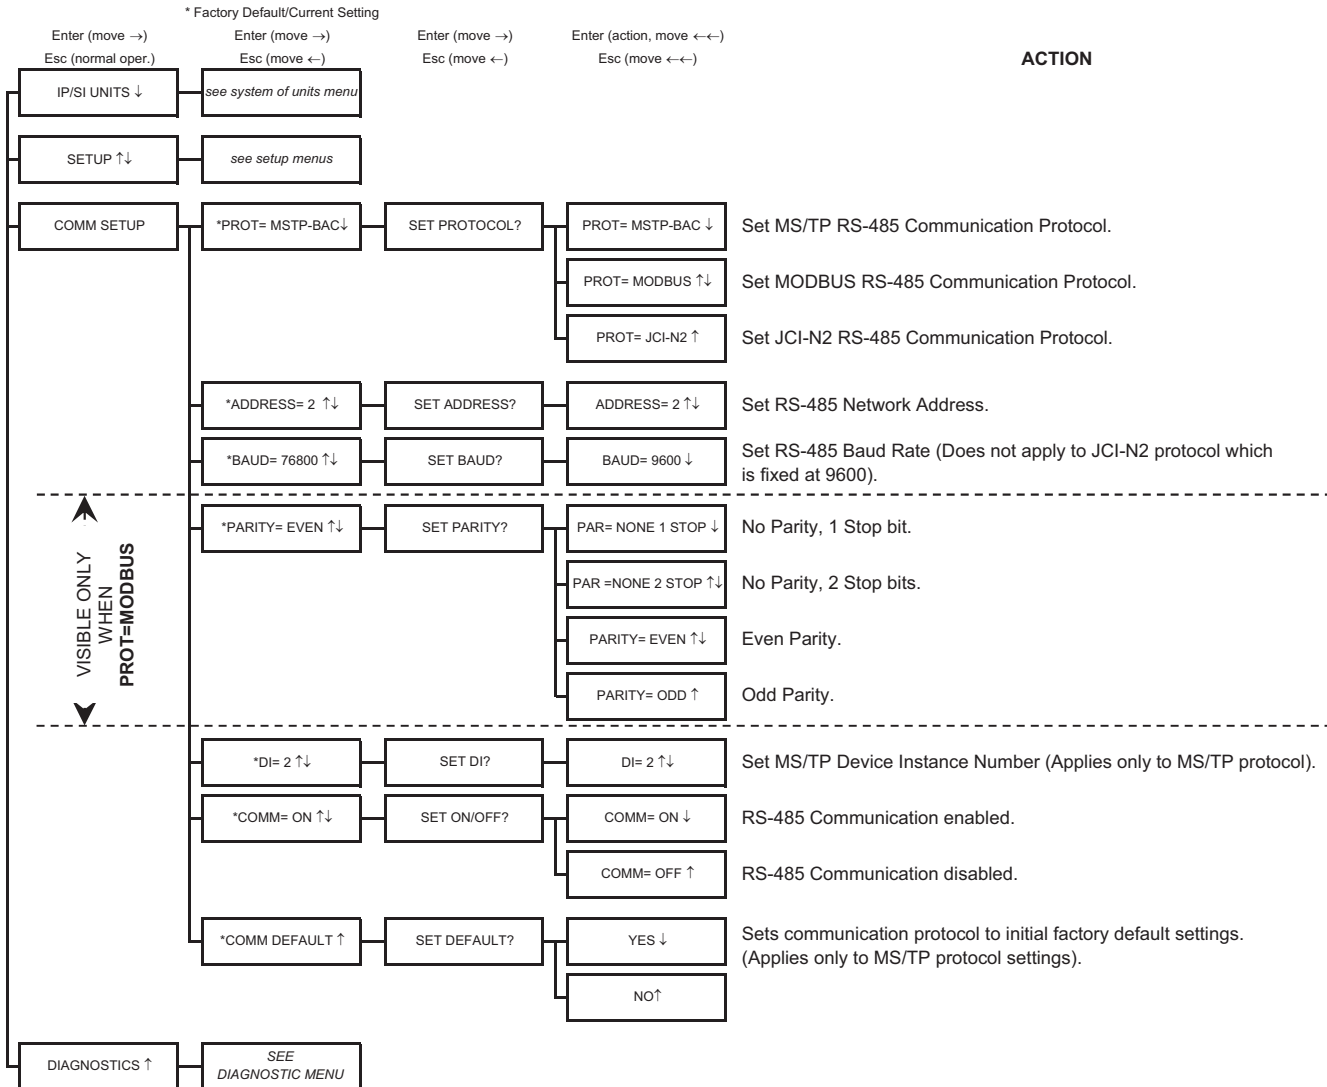 * Factory Default/Current Setting
Enter (move →)
Enter (move →)
Enter (move →)
Enter (action, move ←←)
Esc (normal oper.)
Esc (move ←)
Esc (move ←)
Esc (move ←←)
ACTION
IP/SI UNITS ↓
see system of units menu
SETUP ↑↓
see setup menus
COMM SETUP
*PROT= MSTP-BAC↓
SET PROTOCOL?
PROT= MSTP-BAC ↓
Set MS/TP RS-485 Communication Protocol.
PROT= MODBUS ↑↓
Set MODBUS RS-485 Communication Protocol.
PROT= JCI-N2 ↑
Set JCI-N2 RS-485 Communication Protocol.
*ADDRESS= 2 ↑↓
SET ADDRESS?
ADDRESS= 2 ↑↓
Set RS-485 Network Address.
*BAUD= 76800 ↑↓
SET BAUD?
BAUD= 9600 ↓
Set RS-485 Baud Rate (Does not apply to JCI-N2 protocol which
is fixed at 9600).
VISIBLE ONLY
WHEN
PROT=MODBUS
*PARITY= EVEN ↑↓
SET PARITY?
PAR= NONE 1 STOP ↓
No Parity, 1 Stop bit.
PAR =NONE 2 STOP ↑↓
No Parity, 2 Stop bits.
PARITY= EVEN ↑↓
Even Parity.
PARITY= ODD ↑
Odd Parity.
*DI= 2 ↑↓
SET DI?
DI= 2 ↑↓
Set MS/TP Device Instance Number (Applies only to MS/TP protocol).
*COMM= ON ↑↓
SET ON/OFF?
COMM= ON ↓
RS-485 Communication enabled.
COMM= OFF ↑
RS-485 Communication disabled.
*COMM DEFAULT ↑
SET DEFAULT?
YES ↓
Sets communication protocol to initial factory default settings.
(Applies only to MS/TP protocol settings).
NO↑
DIAGNOSTICS ↑
SEE
DIAGNOSTIC MENU